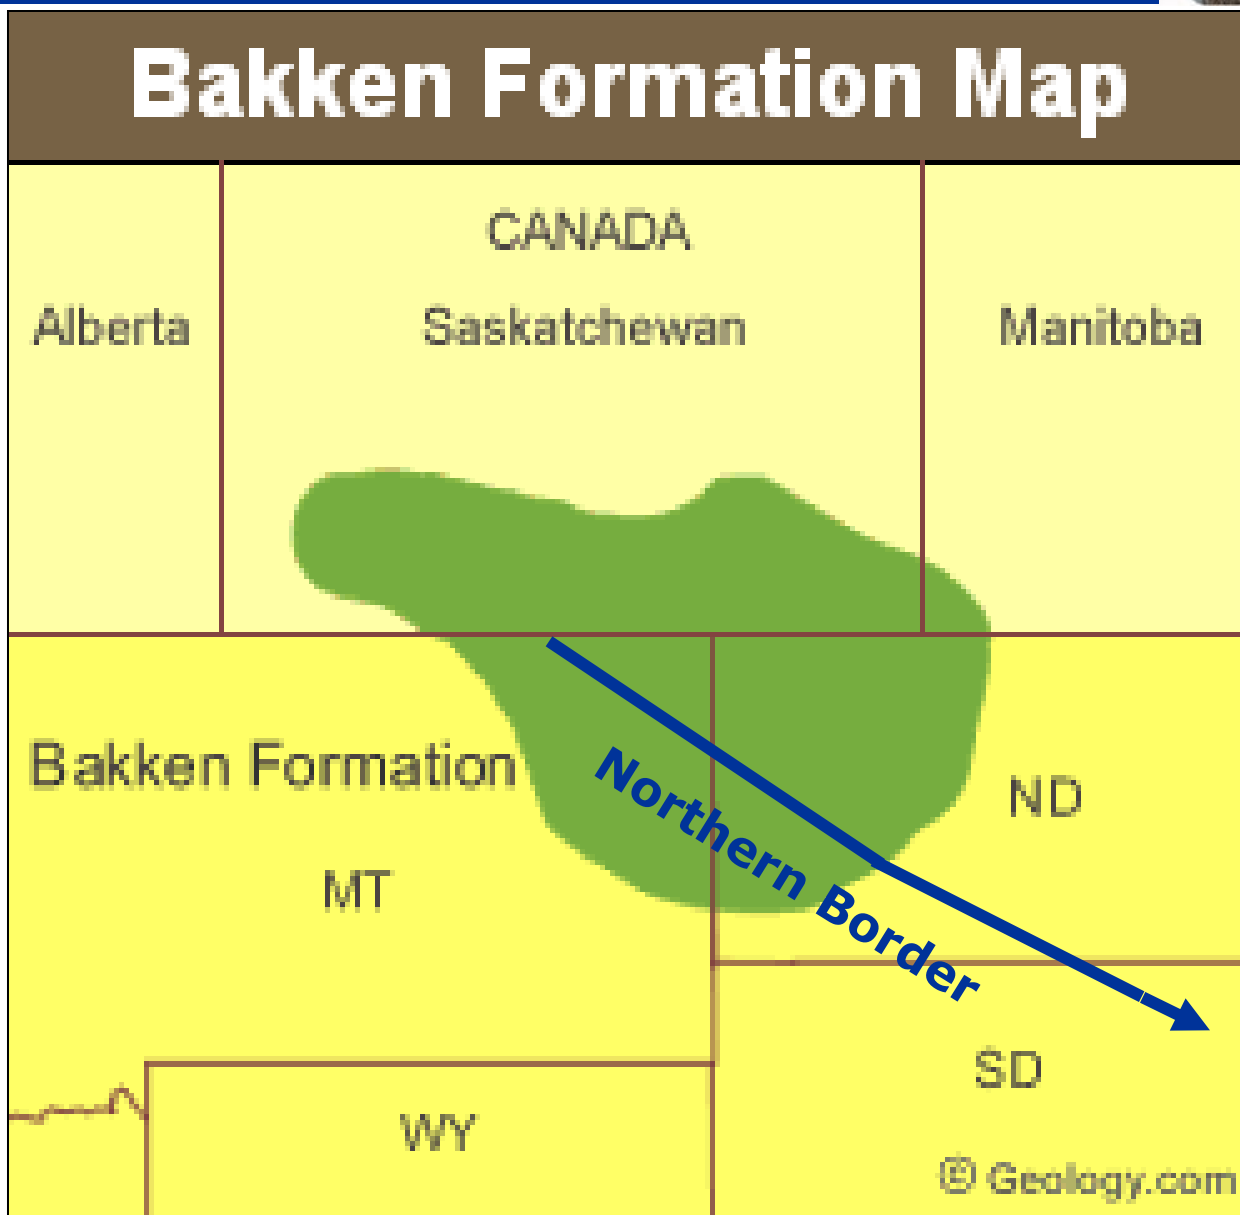 Bakken Formation Map
CANADA
Alberta
Saskatchewan
Manitoba
Bakken Formation
Northern Border
ND
MT
SD
WY
© Geology.com